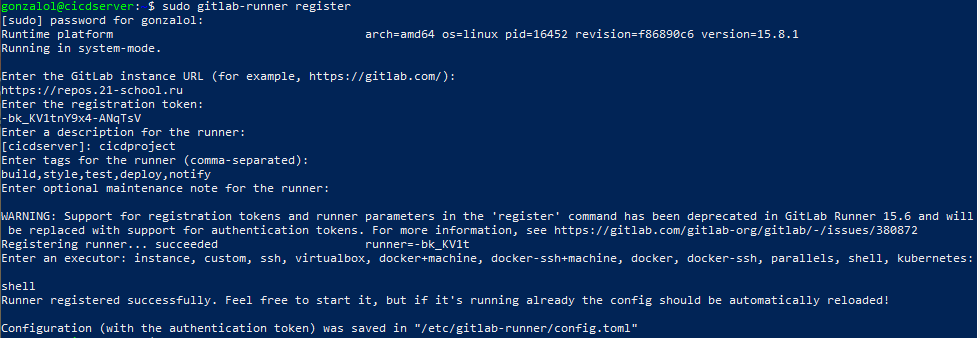 gonzalol@cicdserver: $ sudo gitlab-runner register
[sudo] password for gonzalol:
Runtime platform                                    arch=amd64 os=linux pid=16452 revision=f86890c6 version=15.8.1
Running in system-mode.

Enter the GitLab instance URL (for example, https://gitlab.com/):
https://repos.21-school.ru
Enter the registration token:
-bk_KV1tnY9x4-ANqTsV
Enter a description for the runner:
[cicdserver]: cicdproject
Enter tags for the runner (comma-separated):
build,style,test,deploy,notify
Enter optional maintenance note for the runner:

WARNING: Support for registration tokens and runner parameters in the 'register' command has been deprecated in GitLab Runner 15.6 and will
 be replaced with support for authentication tokens. For more information, see https://gitlab.com/gitlab-org/gitlab/-/issues/380872
Registering runner... succeeded                     runner=-bk_KV1t
Enter an executor: instance, custom, ssh, virtualbox, docker+machine, docker-ssh+machine, docker, docker-ssh, parallels, shell, kubernetes:

shell
Runner registered successfully. Feel free to start it, but if it's running already the config should be automatically reloaded!

Configuration (with the authentication token) was saved in "/etc/gitlab-runner/config.toml"